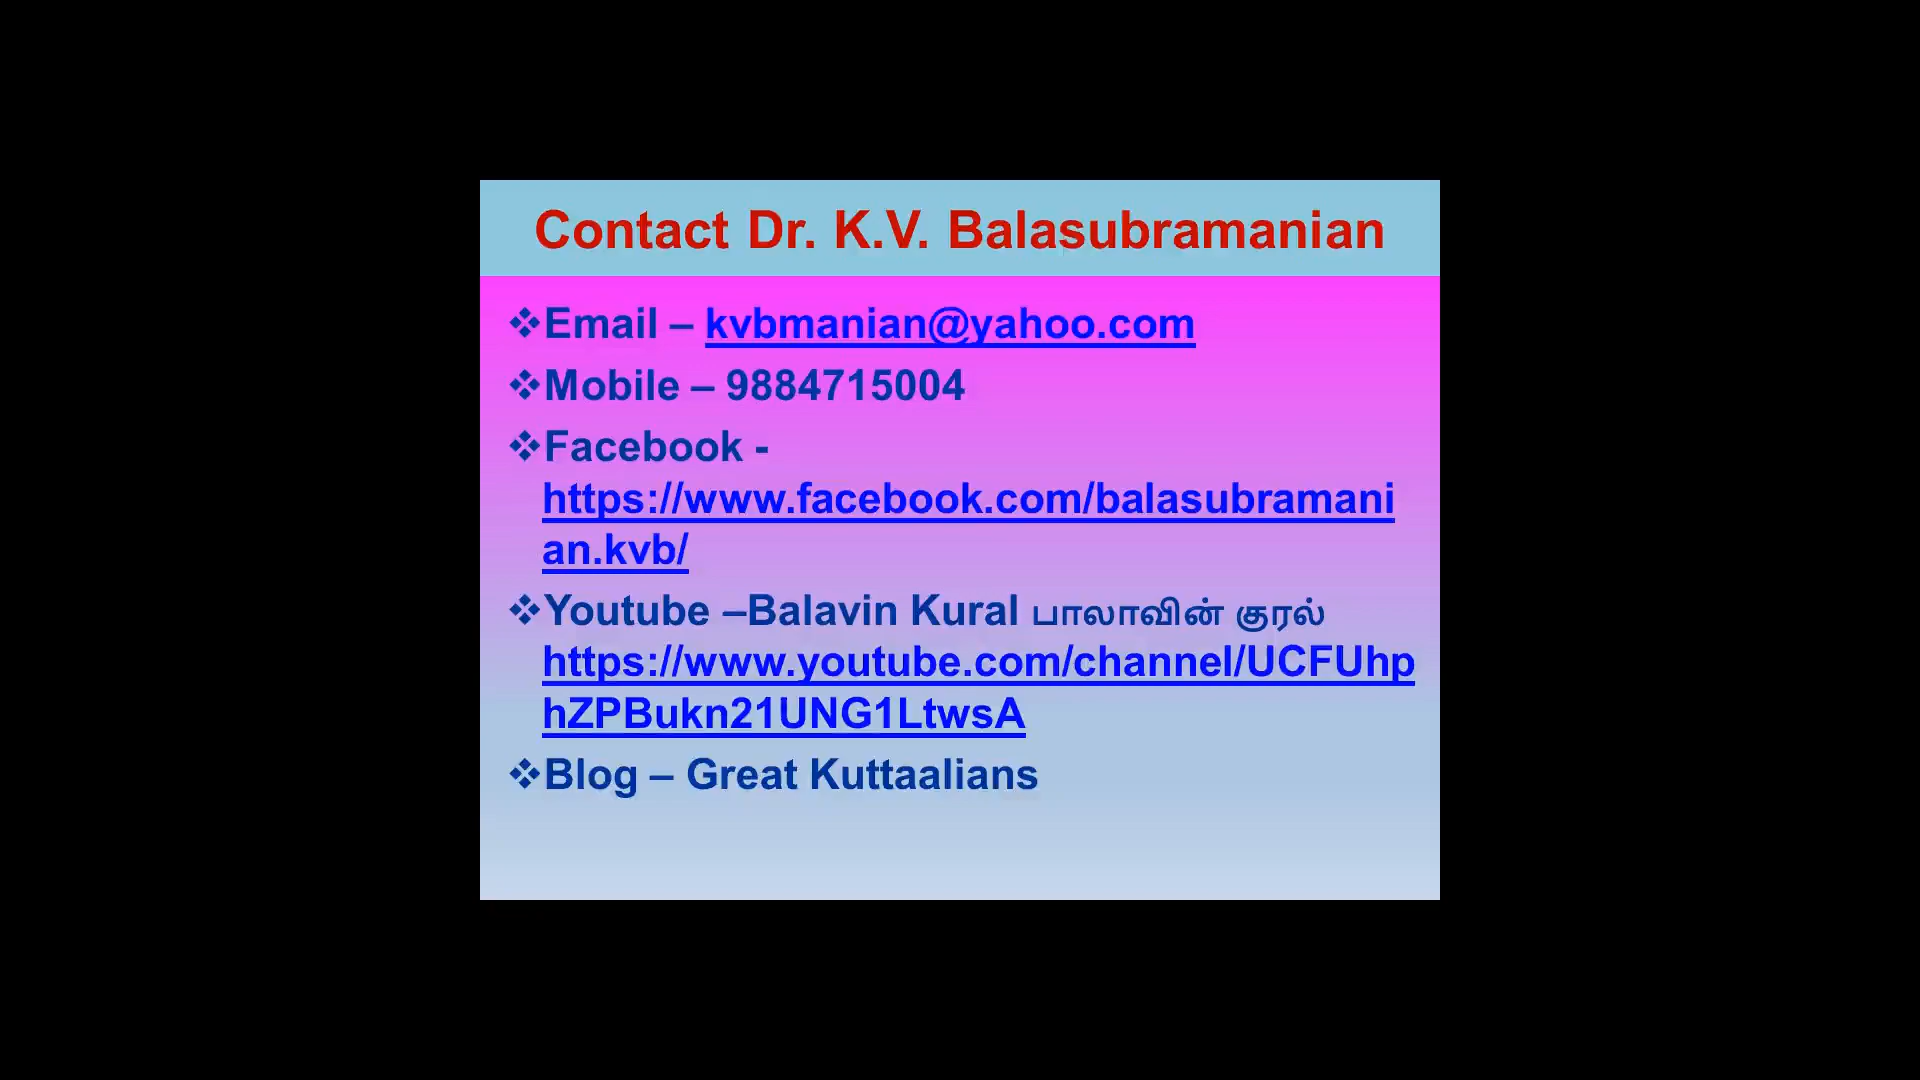 Contact Dr. K.V. Balasubramanian
❖Email – kvbmanian@yahoo.com
❖Mobile – 9884715004
❖Facebook -
https://www.facebook.com/balasubramani
an.kvb/
❖Youtube –Balavin Kural பாலாவின் குரல்
https://www.youtube.com/channel/UCFUhp
hZPBukn21UNG1LtwsA
❖Blog – Great Kuttaalians